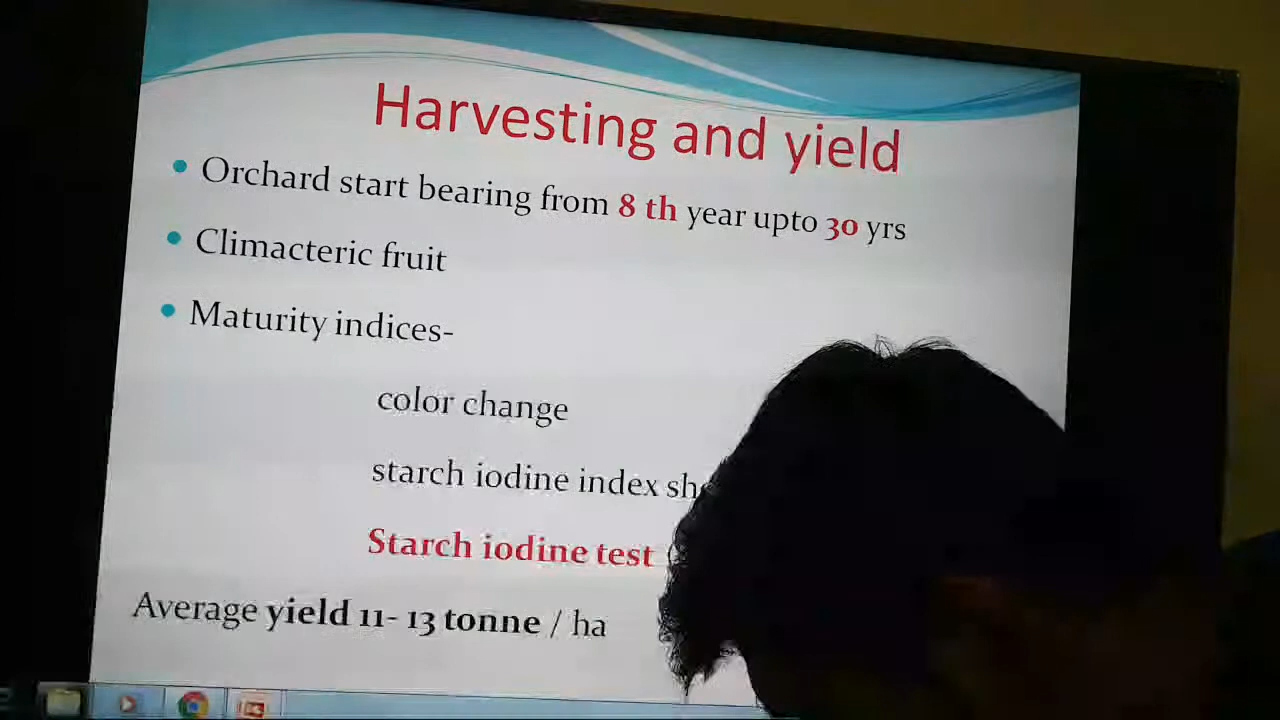 Harvesting and yield
Orchard start bearing from 8 th year upto 30 yrs
Climacteric fruit
Maturity indices-
color change
starch iodine index
Starch iodine test
Average yield 11- 13 tonne / ha